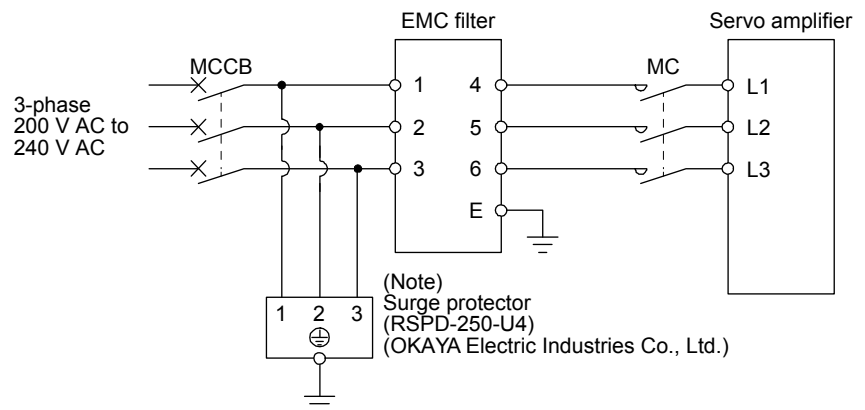 EMC filter
Servo amplifier
MCCB
MC
3-phase
200 V AC to
240 V AC
1 4 L1
2 5 L2
3 6 L3
E
(Note)
Surge protector
(RSPD-250-U4)
(OKAYA Electric Industries Co., Ltd.)
1 2 3